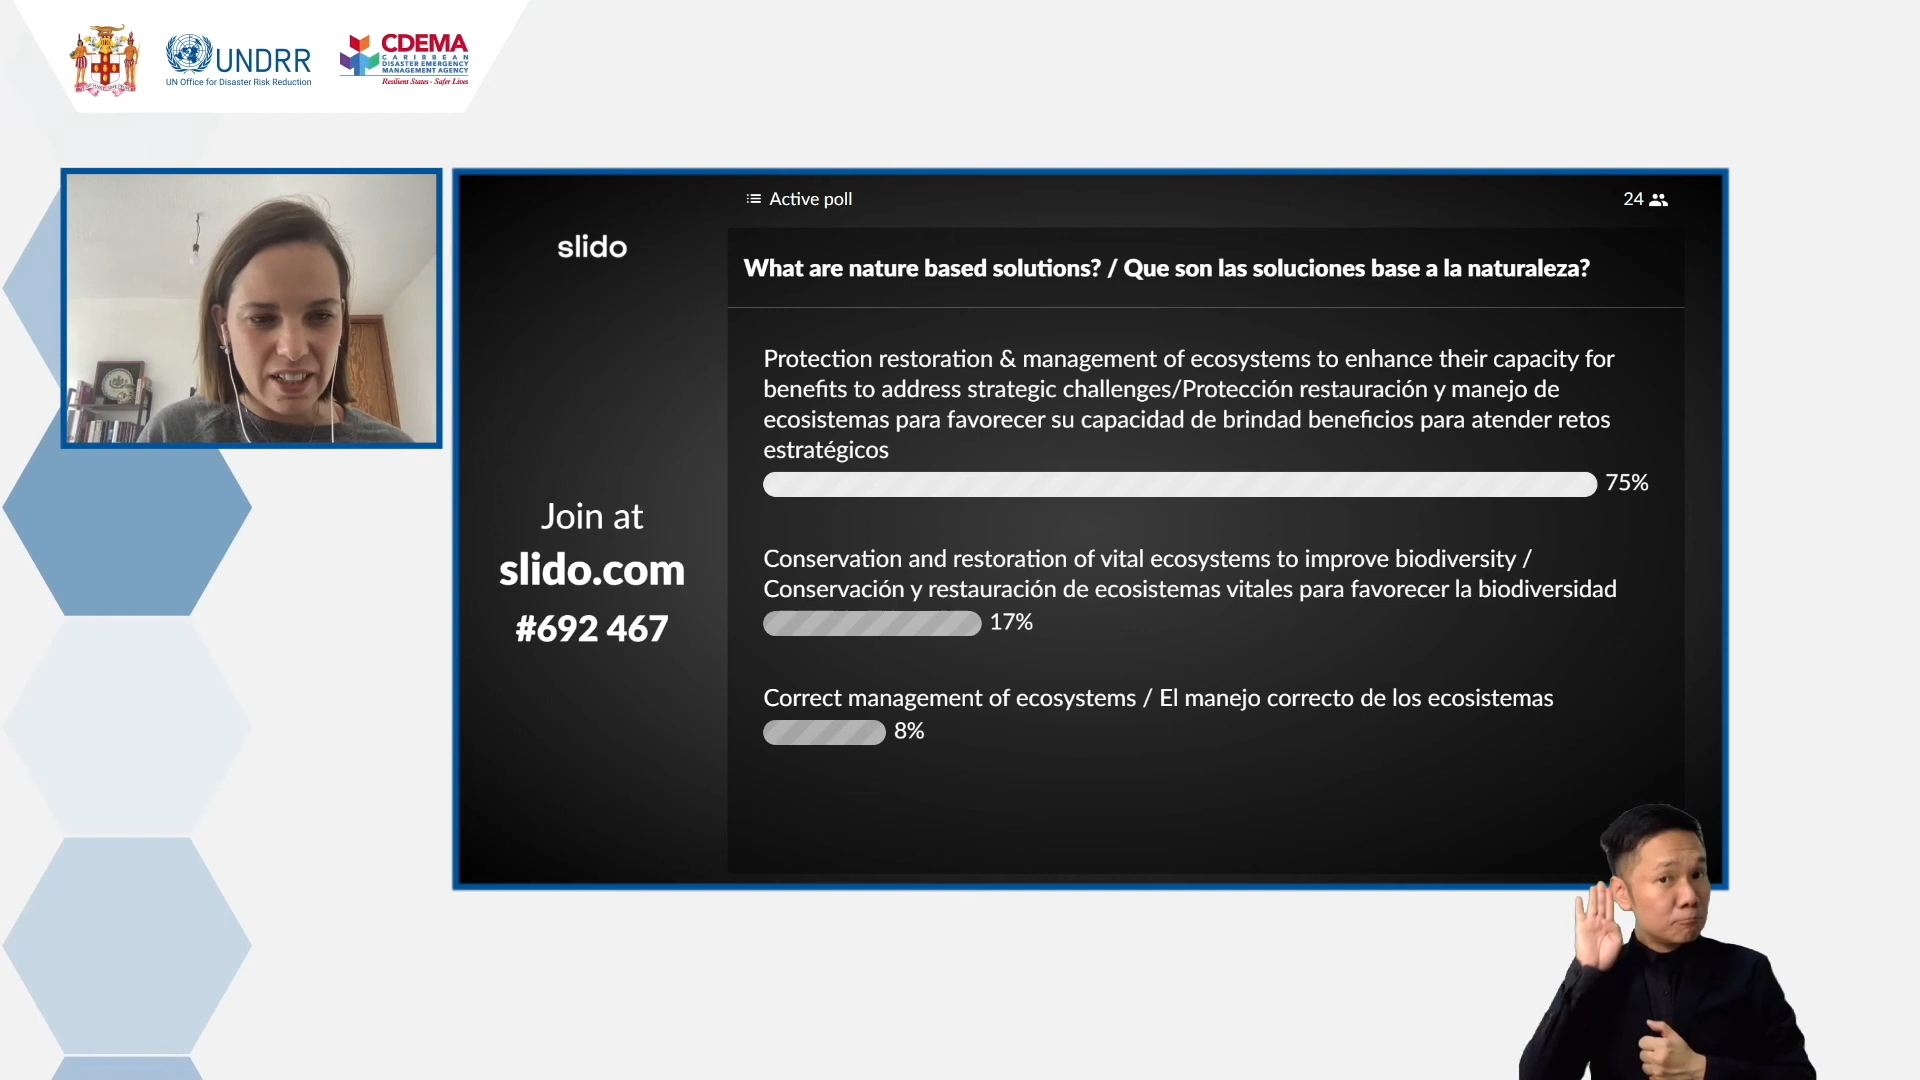 UNDRR
UN Office for Disaster Risk Reduction
CDEMA
CARIBBEAN
DISASTER EMERGENCY
MANAGEMENT AGENCY
Resilient States - Safer Lives
Active poll
24
slido
What are nature based solutions? / Que son las soluciones base a la naturaleza?
Protection restoration & management of ecosystems to enhance their capacity for
benefits to address strategic challenges/Protección restauración y manejo de
ecosistemas para favorecer su capacidad de brindad beneficios para atender retos
estratégicos
75%
Join at
slido.com
#692 467
Conservation and restoration of vital ecosystems to improve biodiversity /
Conservación y restauración de ecosistemas vitales para favorecer la biodiversidad
17%
Correct management of ecosystems / El manejo correcto de los ecosistemas
8%